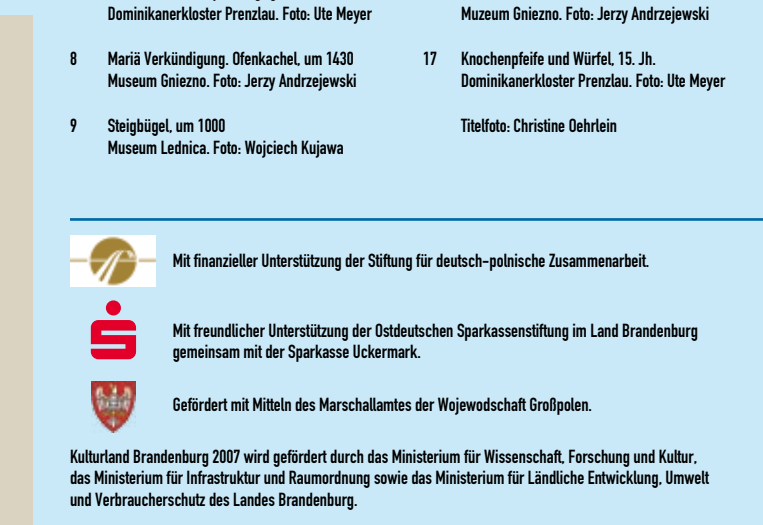 Dominikanerkloster Prenzlau. Foto: Ute Meyer
8 Mariä Verkündigung. Ofenkachel, um 1430
Museum Gniezno. Foto: Jerzy Andrzejewski
9 Steigbügel, um 1000
Museum Lednica. Foto: Wojciech Kujawa
Muzeum Gniezno. Foto: Jerzy Andrzejewski
17 Knochenpfeife und Würfel, 15. Jh.
Dominikanerkloster Prenzlau. Foto: Ute Meyer
Titelfoto: Christine Oehrlein
Mit finanzieller Unterstützung der Stiftung für deutsch-polnische Zusammenarbeit.
Mit freundlicher Unterstützung der Ostdeutschen Sparkassenstiftung im Land Brandenburg
gemeinsam mit der Sparkasse Uckermark.
Gefördert mit Mitteln des Marschallamtes der Wojewodschaft Großpolen.
Kulturland Brandenburg 2007 wird gefördert durch das Ministerium für Wissenschaft, Forschung und Kultur,
das Ministerium für Infrastruktur und Raumordnung sowie das Ministerium für Ländliche Entwicklung, Umwelt
und Verbraucherschutz des Landes Brandenburg.